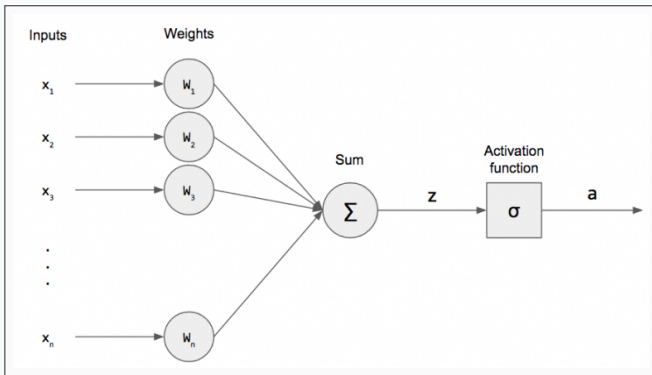 Inputs
Weights
x₁
W₁
x₂
W₂
x₃
W₃
Sum
Σ
z
Activation
function
σ
a
.
.
.
xₙ
Wₙ